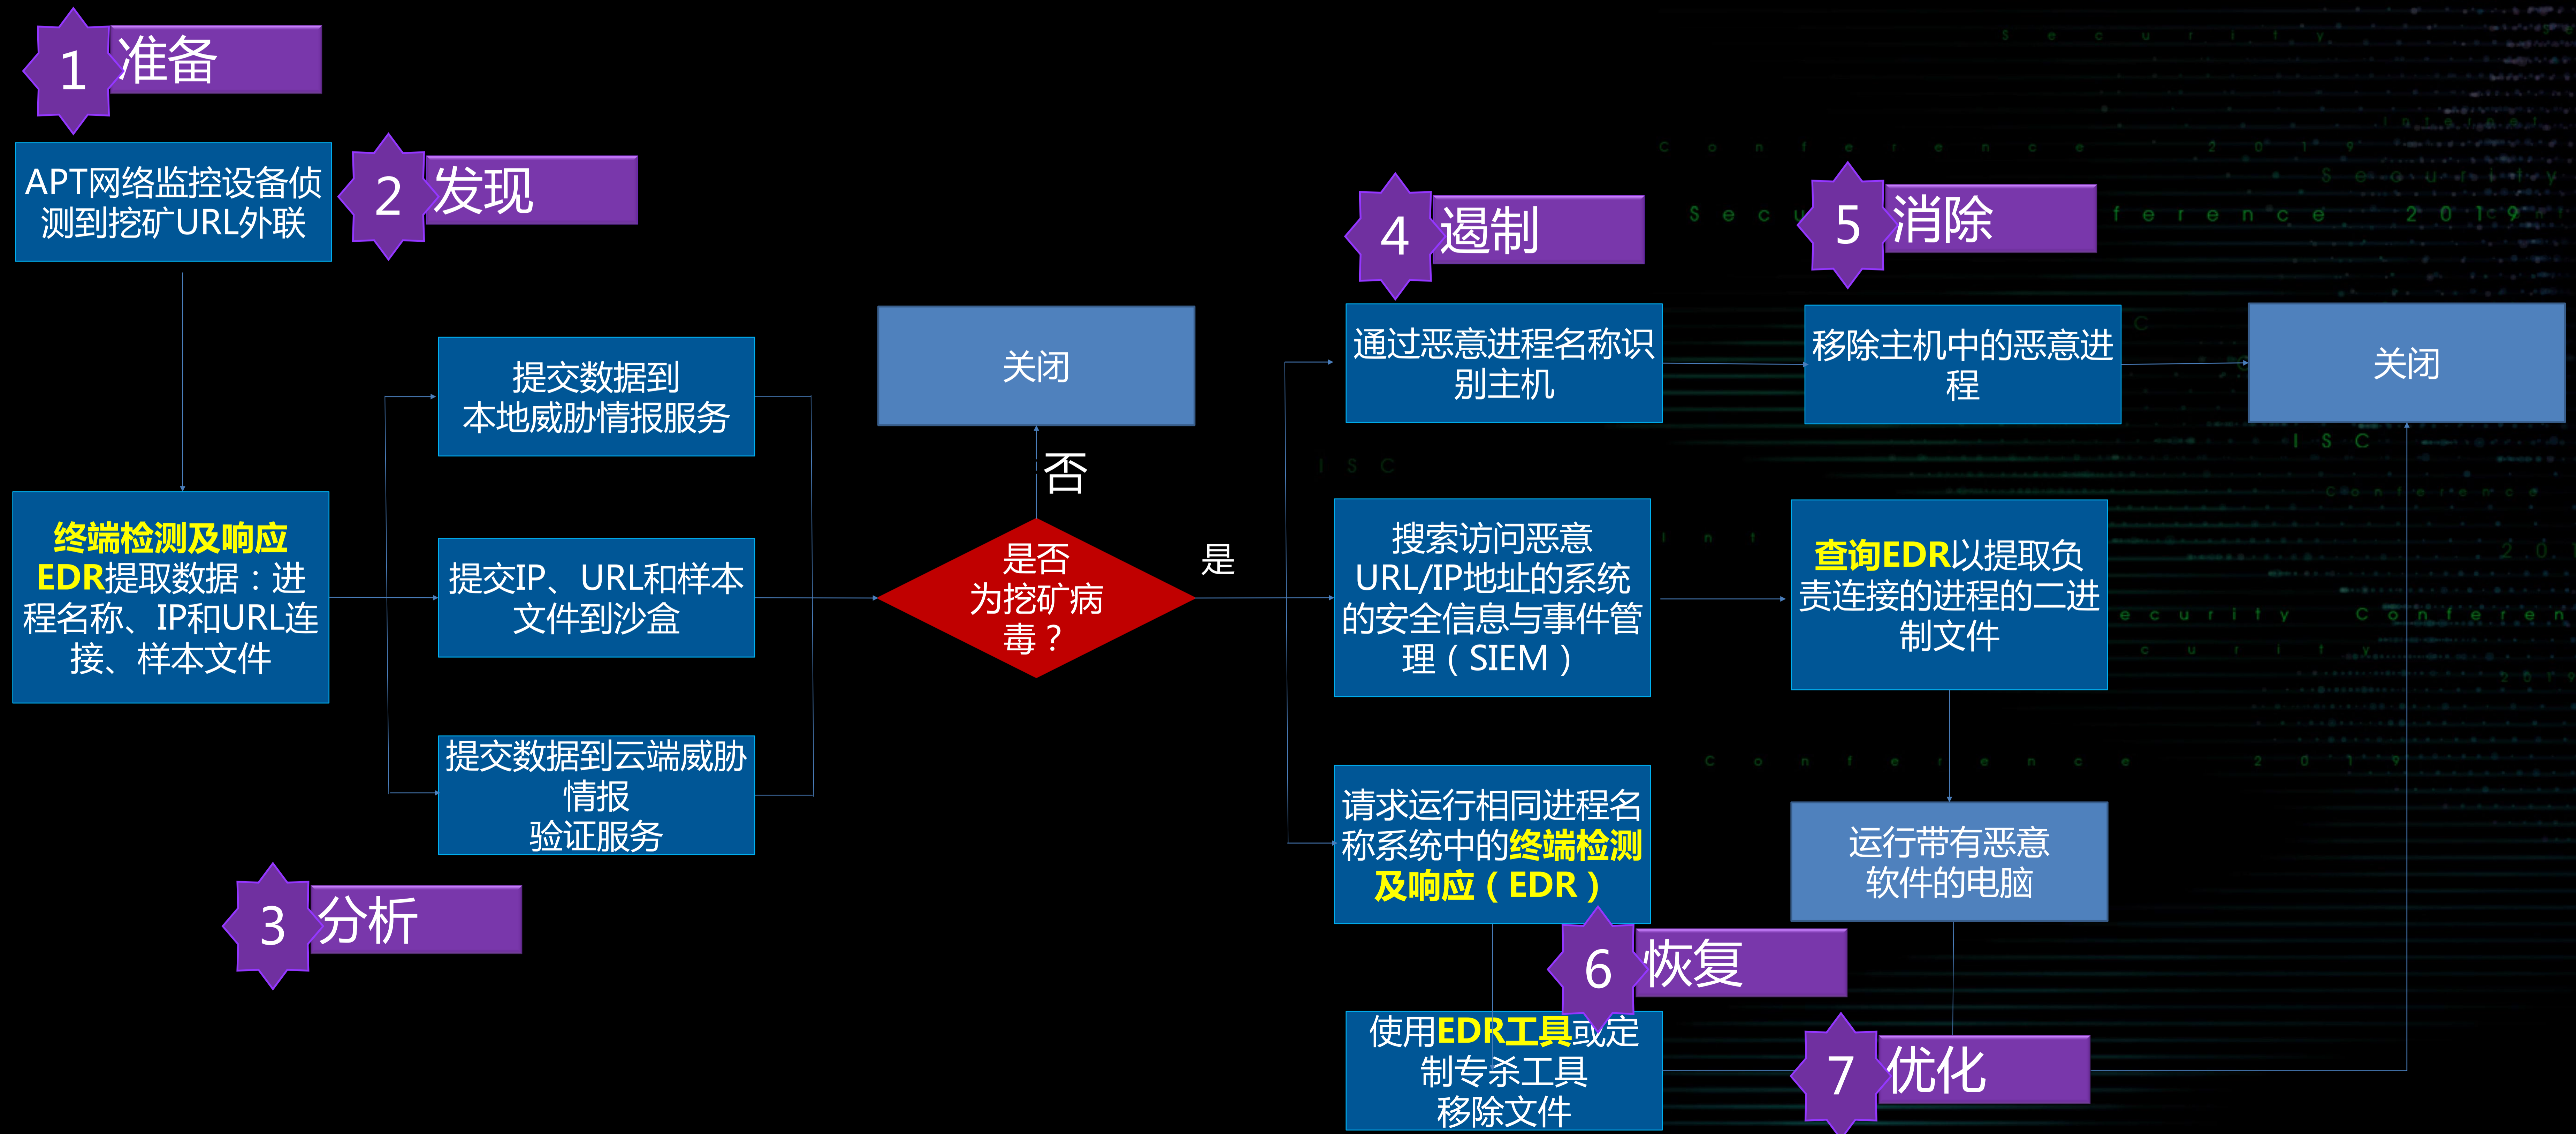 1
准备
APT网络监控设备侦
测到挖矿URL外联
2
发现
终端检测及响应
EDR提取数据：进
程名称、IP和URL连
接、样本文件
提交数据到
本地威胁情报服务
提交IP、URL和样本
文件到沙盒
提交数据到云端威胁
情报
验证服务
3
分析
关闭
否
是否
为挖矿病
毒？
是
4
遏制
通过恶意进程名称识
别主机
搜索访问恶意
URL/IP地址的系统
的安全信息与事件管
理（SIEM）
请求运行相同进程名
称系统中的终端检测
及响应（EDR）
5
消除
移除主机中的恶意进
程
关闭
查询EDR以提取负
责连接的进程的二进
制文件
运行带有恶意
软件的电脑
6
恢复
使用EDR工具或定
制专杀工具
移除文件
7
优化
Security
Internet
Conference 2019
Security
ference 2019
ISC
ISC
Conference
Conference 2019